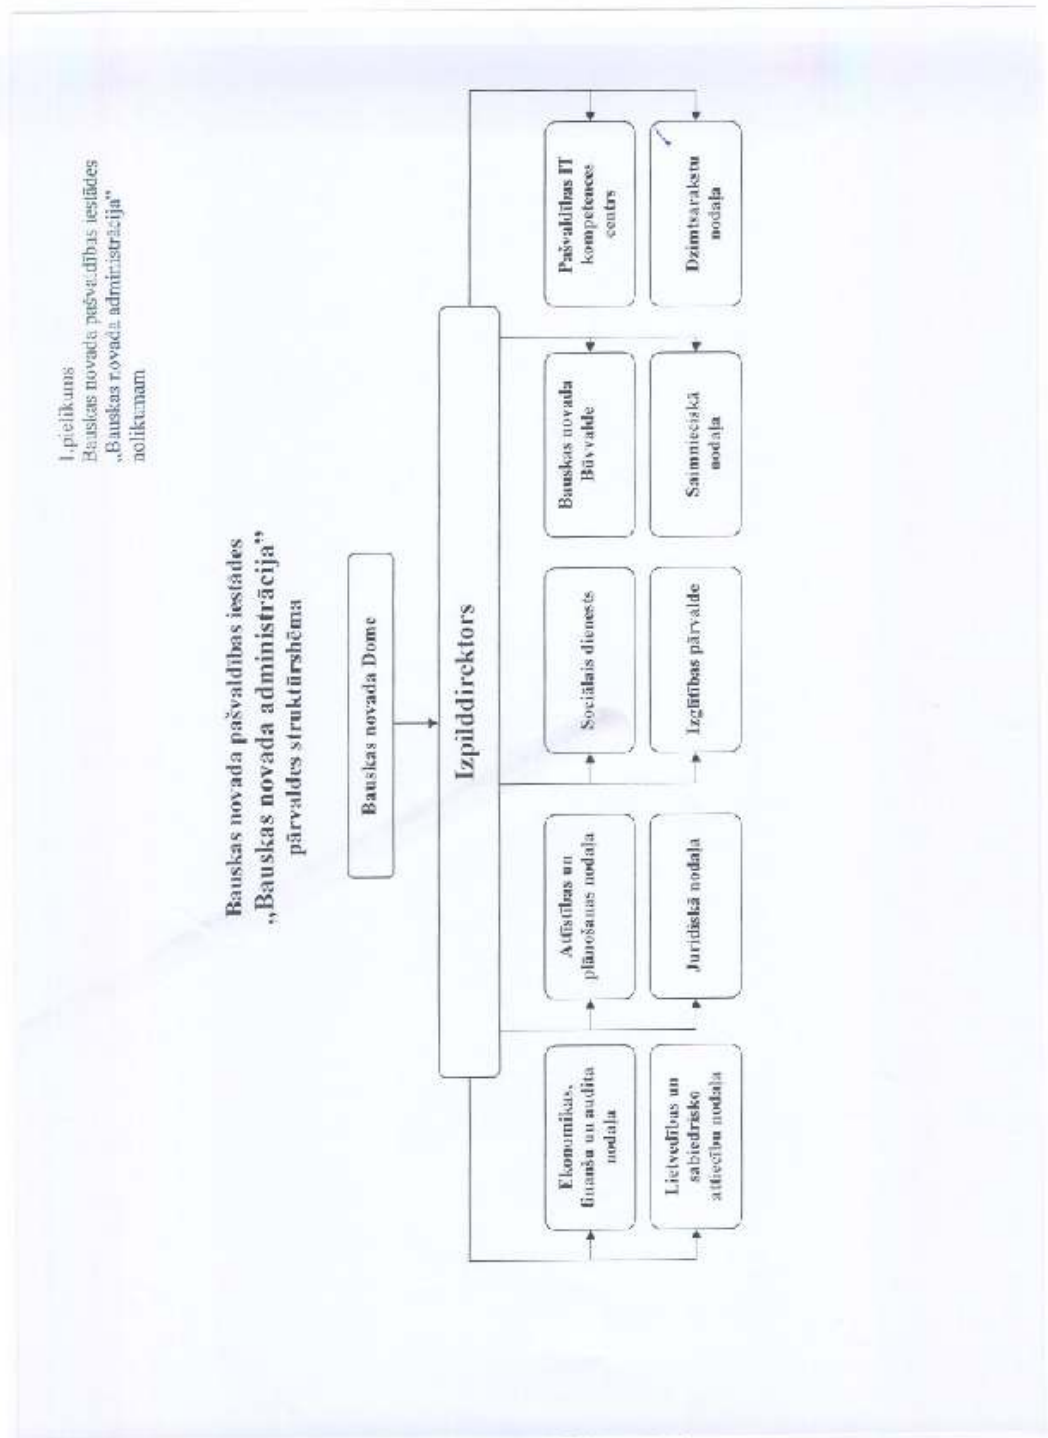 1.pielikums
Bauskas novada pašvaldības iestādes
„Bauskas novada administrācija”
nolikumam
Bauskas novada pašvaldības iestādes
„Bauskas novada administrācija”
pārvaldes struktūrshēma
Bauskas novada Dome
Izpilddirektors
Ekonomikas,
finanšu un audita
nodaļa
Attīstības un
plānošanas nodaļa
Sociālais dienests
Bauskas novada
Būvvalde
Pašvaldības IT
kompetences
centrs
Lietvedības un
sabiedrisko
attiecību nodaļa
Juridiskā nodaļa
Izglītības pārvalde
Saimnieciskā
nodaļa
Dzimtsarakstu
nodaļa